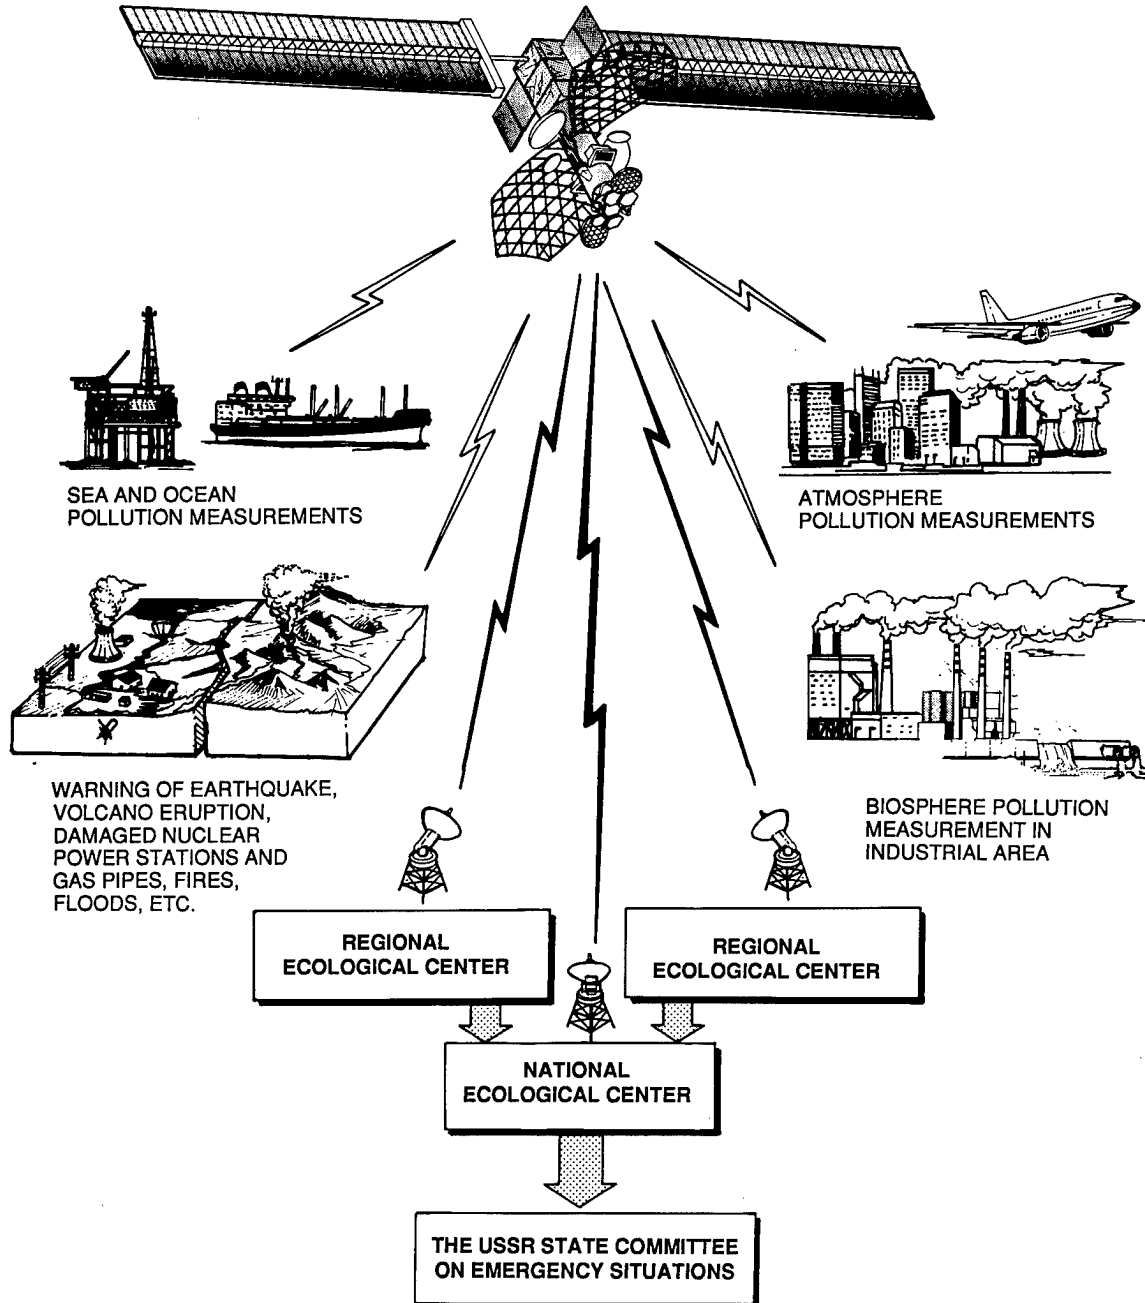 SEA AND OCEAN
POLLUTION MEASUREMENTS
ATMOSPHERE
POLLUTION MEASUREMENTS
WARNING OF EARTHQUAKE,
VOLCANO ERUPTION,
DAMAGED NUCLEAR
POWER STATIONS AND
GAS PIPES, FIRES,
FLOODS, ETC.
BIOSPHERE POLLUTION
MEASUREMENT IN
INDUSTRIAL AREA
REGIONAL
ECOLOGICAL CENTER
REGIONAL
ECOLOGICAL CENTER
NATIONAL
ECOLOGICAL CENTER
THE USSR STATE COMMITTEE
ON EMERGENCY SITUATIONS